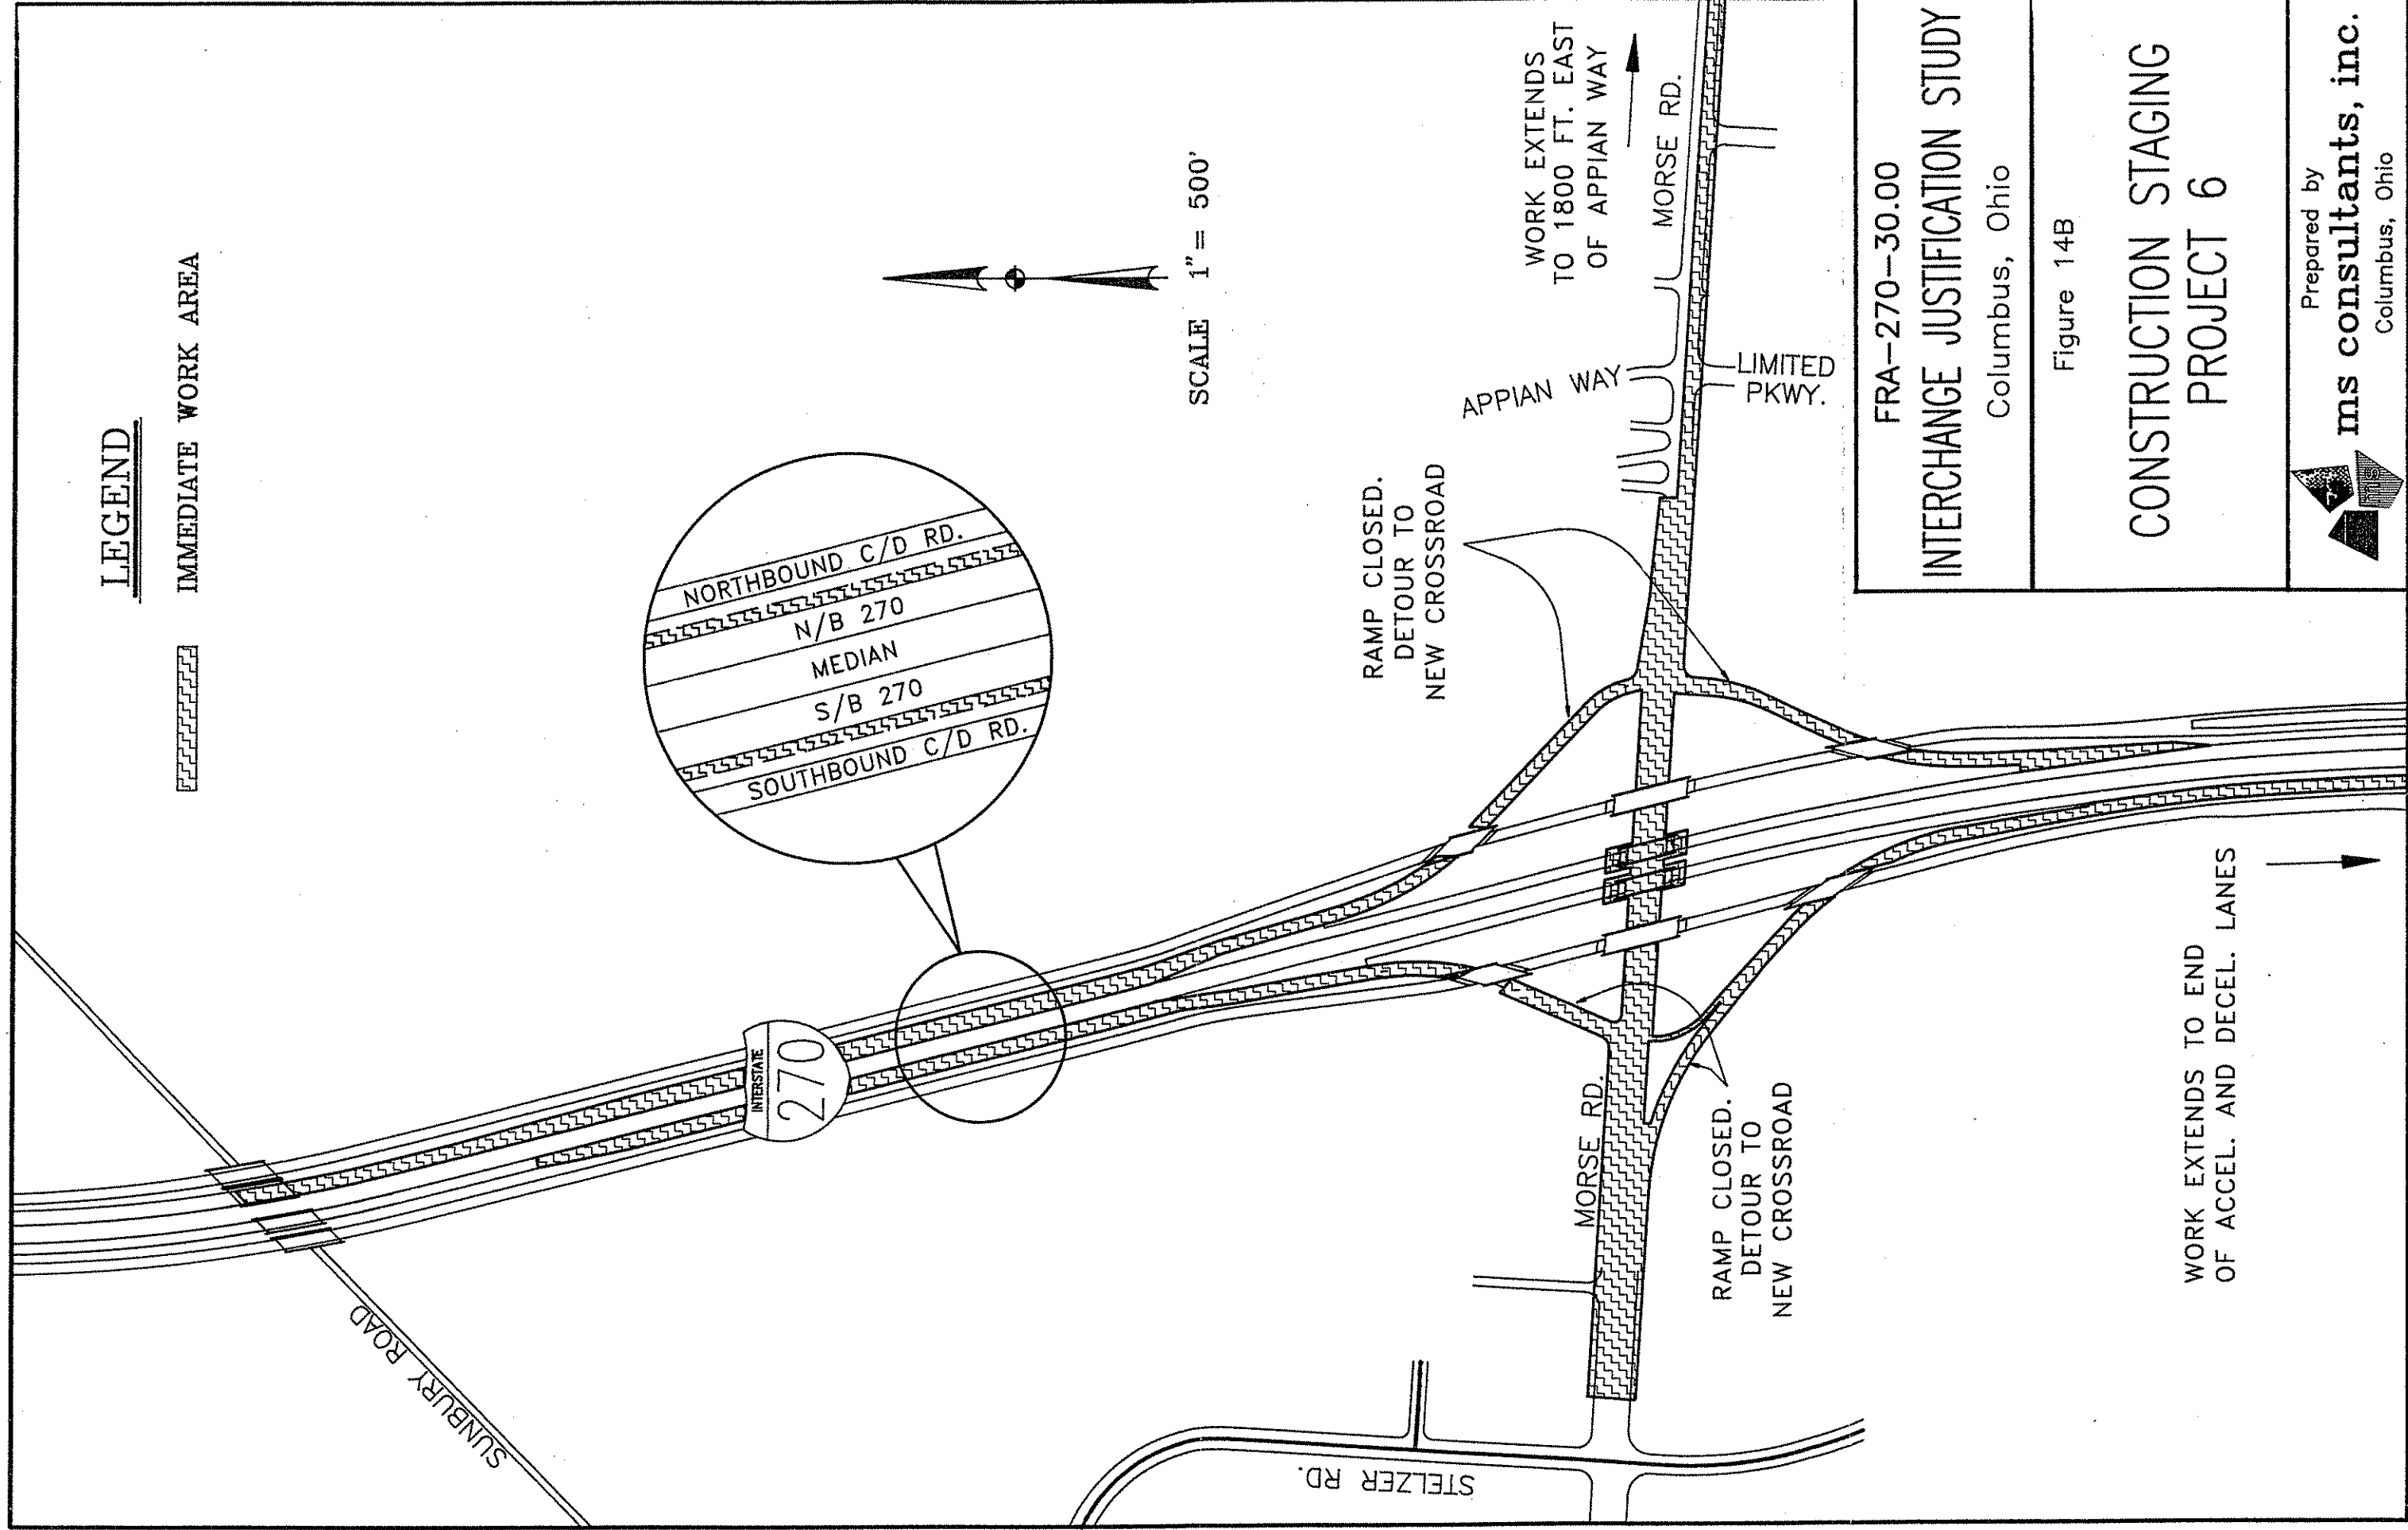 LEGEND
IMMEDIATE WORK AREA
SCALE 1" = 500'
NORTHBOUND C/D RD.
N/B 270
MEDIAN
S/B 270
SOUTHBOUND C/D RD.
INTERSTATE
270
SUNBURY ROAD
STELZER RD.
MORSE RD.
RAMP CLOSED.
DETOUR TO
NEW CROSSROAD
RAMP CLOSED.
DETOUR TO
NEW CROSSROAD
APPIAN WAY
LIMITED
PKWY.
MORSE RD.
WORK EXTENDS
TO 1800 FT. EAST
OF APPIAN WAY
WORK EXTENDS TO END
OF ACCEL. AND DECEL. LANES
FRA-270-30.00
INTERCHANGE JUSTIFICATION STUDY
Columbus, Ohio
Figure 14B
CONSTRUCTION STAGING
PROJECT 6
Prepared by
ms consultants, inc.
Columbus, Ohio